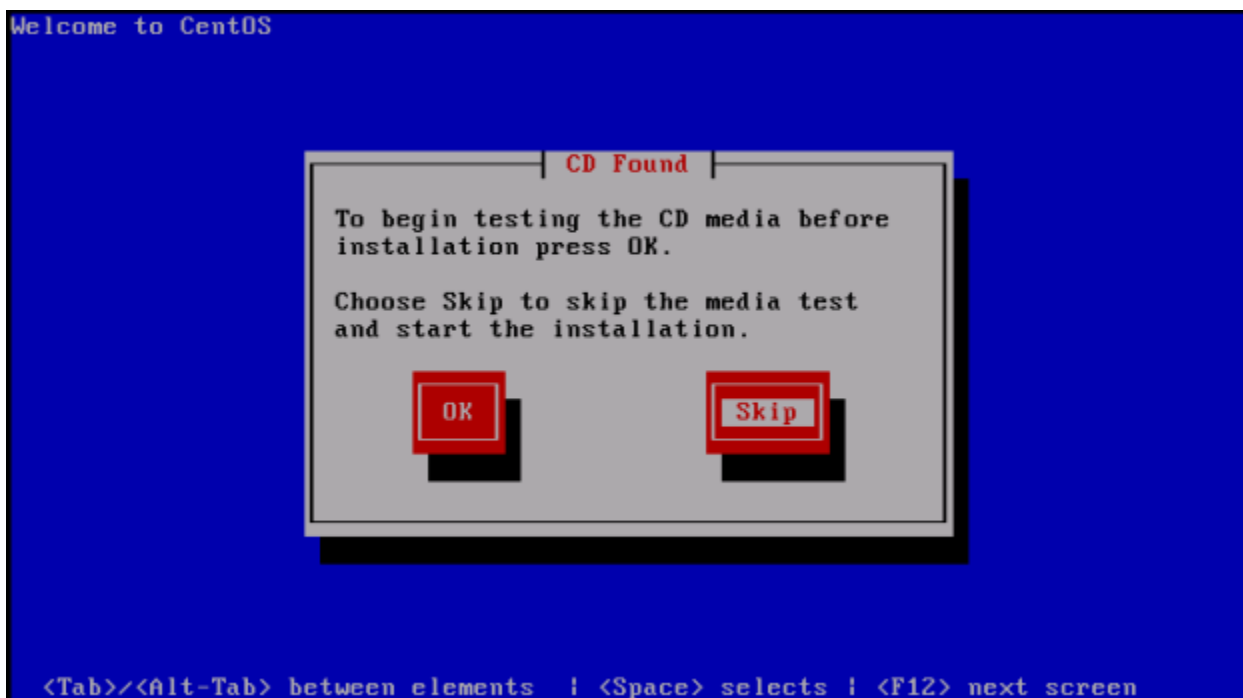 Welcome to CentOS
CD Found
To begin testing the CD media before
installation press OK.
Choose Skip to skip the media test
and start the installation.
OK
Skip
<Tab>/<Alt-Tab> between elements | <Space> selects | <F12> next screen